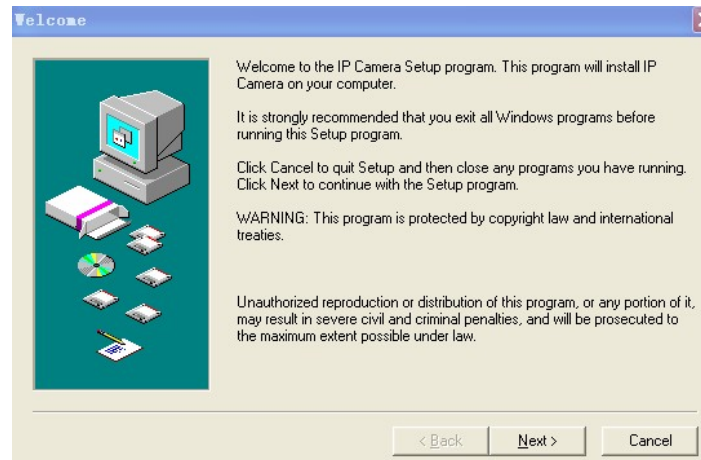 Welcome
Welcome to the IP Camera Setup program. This program will install IP
Camera on your computer.
It is strongly recommended that you exit all Windows programs before
running this Setup program.
Click Cancel to quit Setup and then close any programs you have running.
Click Next to continue with the Setup program.
WARNING: This program is protected by copyright law and international
treaties.
Unauthorized reproduction or distribution of this program, or any portion of it,
may result in severe civil and criminal penalties, and will be prosecuted to
the maximum extent possible under law.
< Back Next > Cancel